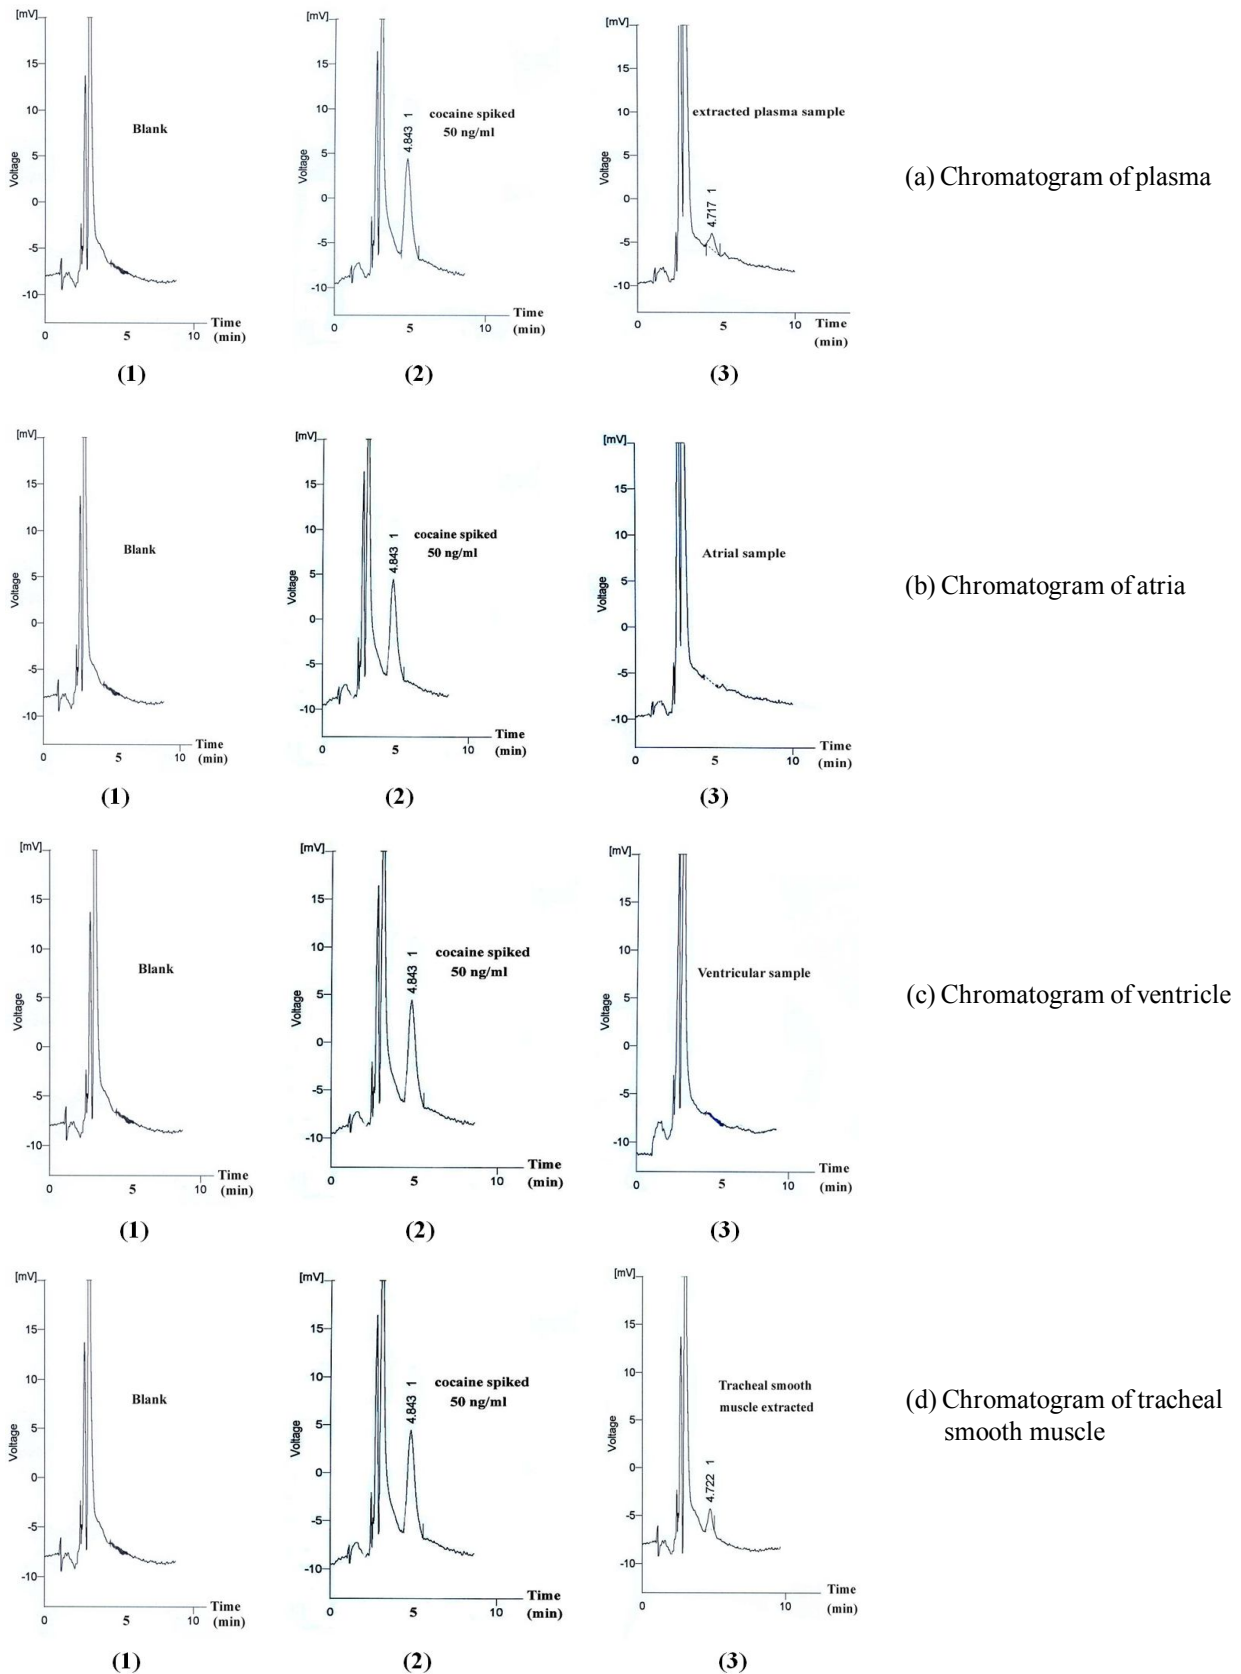 [mV]
15
10
5
0
-5
-10
Voltage
Blank
0
5
10
Time
(min)
(1)
[mV]
15
10
5
0
-5
-10
Voltage
cocaine spiked
50 ng/ml
4.843 1
0
5
10
Time
(min)
(2)
[mV]
15
10
5
0
-5
-10
Voltage
extracted plasma sample
4.717 1
0
5
10
Time
(min)
(3)
(a) Chromatogram of plasma
[mV]
15
10
5
0
-5
-10
Voltage
Blank
0
5
10
Time
(min)
(1)
[mV]
15
10
5
0
-5
-10
Voltage
cocaine spiked
50 ng/ml
4.843 1
0
5
10
Time
(min)
(2)
[mV]
15
10
5
0
-5
-10
Voltage
Atrial sample
0
5
10
Time
(min)
(3)
(b) Chromatogram of atria
[mV]
15
10
5
0
-5
-10
Voltage
Blank
0
5
10
Time
(min)
(1)
[mV]
15
10
5
0
-5
-10
Voltage
cocaine spiked
50 ng/ml
4.843 1
0
5
10
Time
(min)
(2)
[mV]
15
10
5
0
-5
-10
Voltage
Ventricular sample
0
5
10
Time
(min)
(3)
(c) Chromatogram of ventricle
[mV]
15
10
5
0
-5
-10
Voltage
Blank
0
5
10
Time
(min)
(1)
[mV]
15
10
5
0
-5
-10
Voltage
cocaine spiked
50 ng/ml
4.843 1
0
5
10
Time
(min)
(2)
[mV]
15
10
5
0
-5
-10
Voltage
Tracheal smooth
muscle extracted
4.722 1
0
10
Time
(min)
(3)
(d) Chromatogram of tracheal
smooth muscle